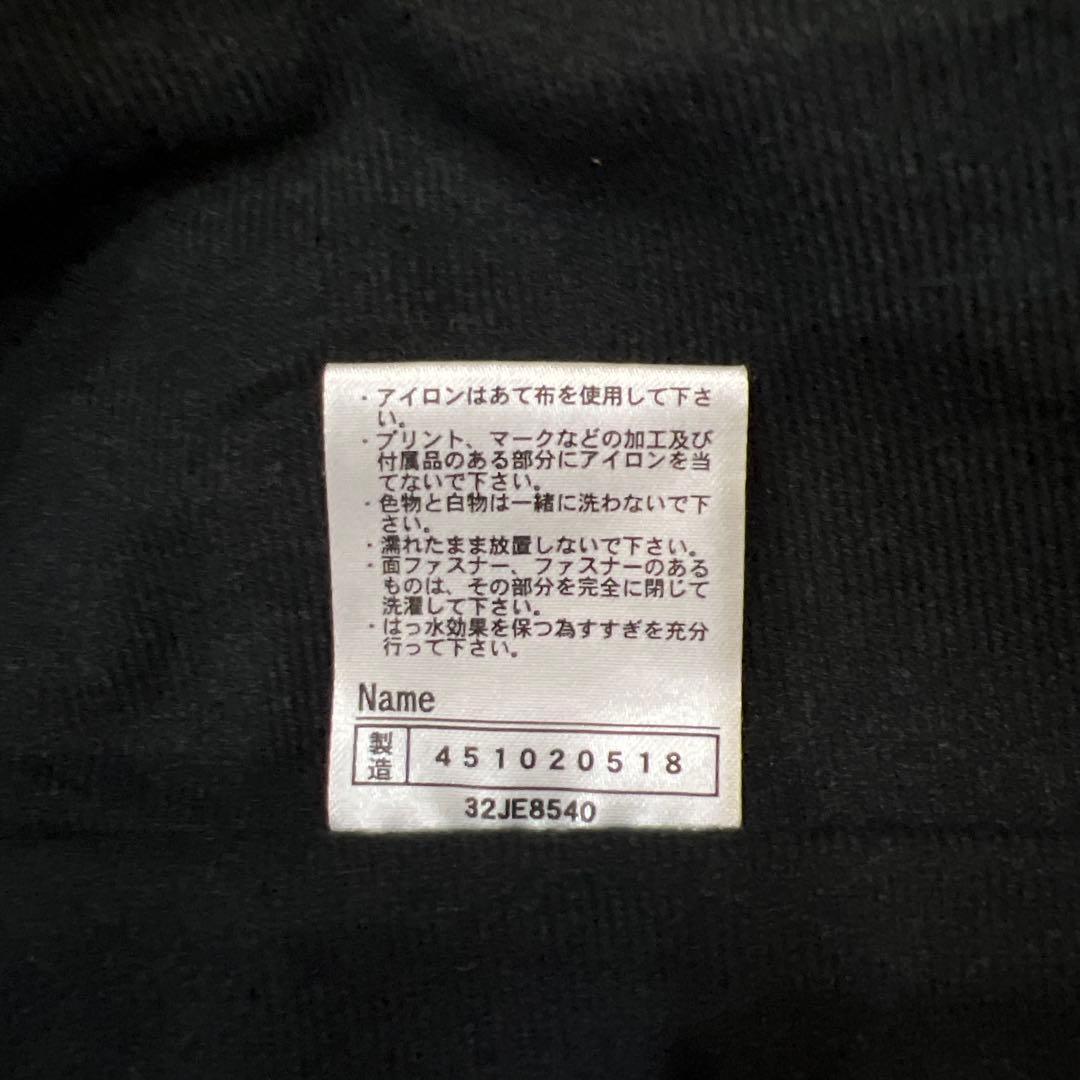 ・アイロンはあて布を使用して下さ
い。
・プリント、マークなどの加工及び
付属品のある部分にアイロンを当
てないで下さい。
・色物と白物は一緒に洗わないで下
さい。
・濡れたまま放置しないで下さい。
・面ファスナー、ファスナーのある
ものは、その部分を完全に閉じて
洗濯して下さい。
・はっ水効果を保つ為すすぎを充分
行って下さい。
Name
製造 451020518
32JE8540